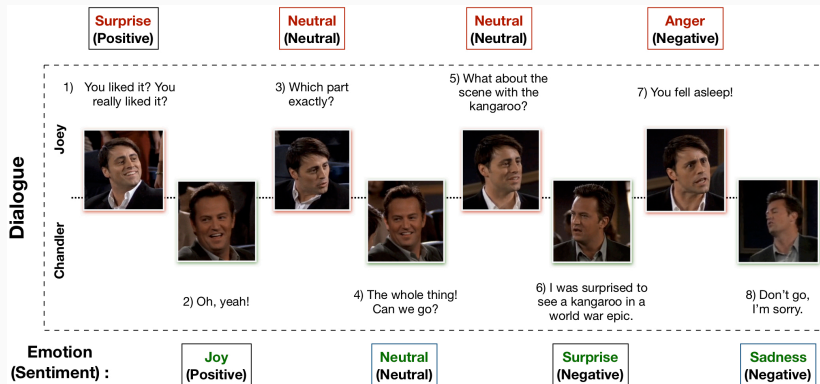 Surprise
(Positive)
Neutral
(Neutral)
Neutral
(Neutral)
Anger
(Negative)
Dialogue
Joey
Chandler
1) You liked it? You
really liked it?
3) Which part
exactly?
5) What about the
scene with the
kangaroo?
7) You fell asleep!
2) Oh, yeah!
4) The whole thing!
Can we go?
6) I was surprised to
see a kangaroo in a
world war epic.
8) Don't go,
I'm sorry.
Emotion
(Sentiment) :
Joy
(Positive)
Neutral
(Neutral)
Surprise
(Negative)
Sadness
(Negative)